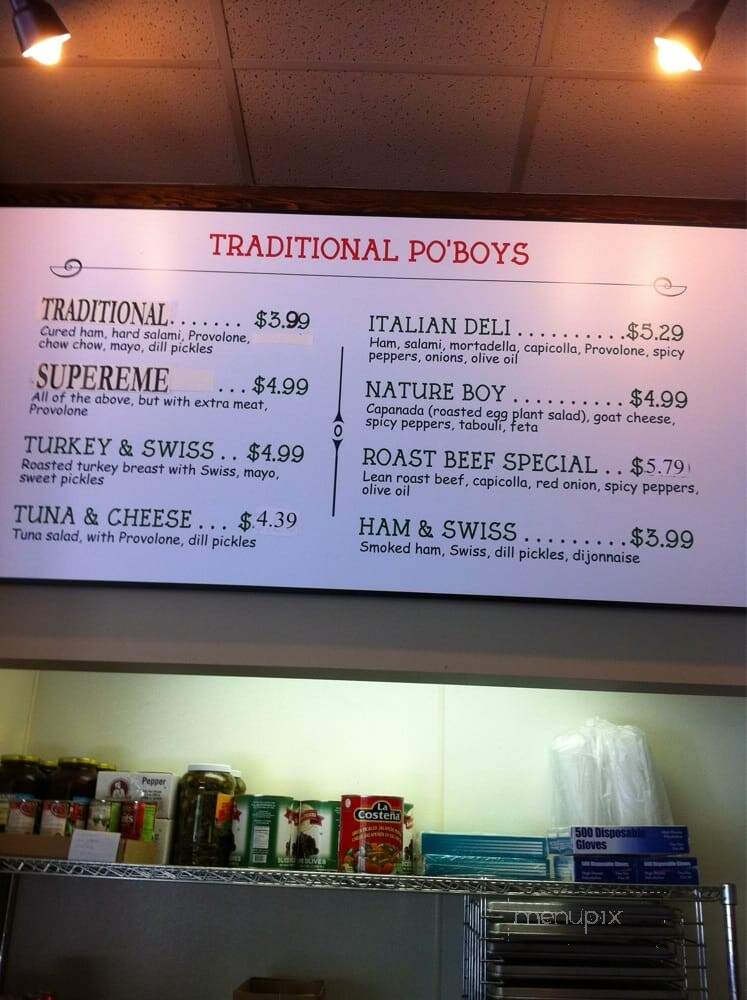 TRADITIONAL PO'BOYS
TRADITIONAL....... $3.99
Cured ham, hard salami, Provolone,
chow chow, mayo, dill pickles
SUPEREME ...$4.99
All of the above, but with extra meat,
Provolone
TURKEY & SWISS .. $4.99
Roasted turkey breast with Swiss, mayo,
sweet pickles
TUNA & CHEESE ... $.4.39
Tuna salad, with Provolone, dill pickles
ITALIAN DELI ..........$5.29
Ham, salami, mortadella, capicolla, Provolone, spicy
peppers, onions, olive oil
NATURE BOY .......... $4.99
Capanada (roasted egg plant salad), goat cheese,
spicy peppers, tabouli, feta
ROAST BEEF SPECIAL .. $5.79
Lean roast beef, capicolla, red onion, spicy peppers,
olive oil
HAM & SWISS .........$3.99
Smoked ham, Swiss, dill pickles, dijonnaise
Pepper
La
Costeña
OLIVES
500 Disposable
Gloves
menupix